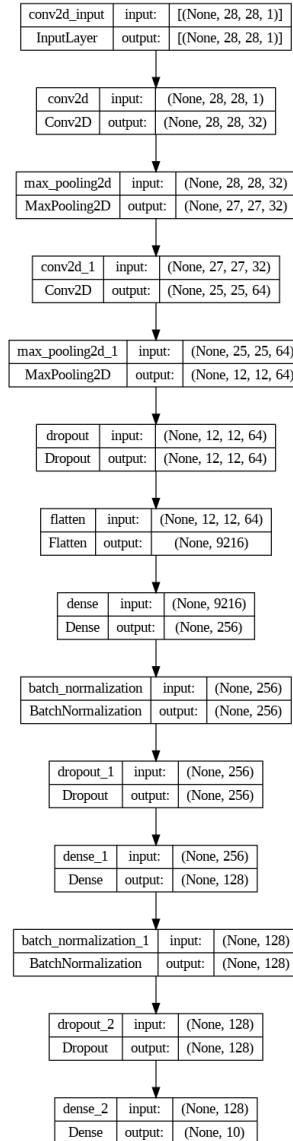 conv2d_input input: [(None, 28, 28, 1)]
InputLayer output: [(None, 28, 28, 1)]
conv2d input: (None, 28, 28, 1)
Conv2D output: (None, 28, 28, 32)
max_pooling2d input: (None, 28, 28, 32)
MaxPooling2D output: (None, 27, 27, 32)
conv2d_1 input: (None, 27, 27, 32)
Conv2D output: (None, 25, 25, 64)
max_pooling2d_1 input: (None, 25, 25, 64)
MaxPooling2D output: (None, 12, 12, 64)
dropout input: (None, 12, 12, 64)
Dropout output: (None, 12, 12, 64)
flatten input: (None, 12, 12, 64)
Flatten output: (None, 9216)
dense input: (None, 9216)
Dense output: (None, 256)
batch_normalization input: (None, 256)
BatchNormalization output: (None, 256)
dropout_1 input: (None, 256)
Dropout output: (None, 256)
dense_1 input: (None, 256)
Dense output: (None, 128)
batch_normalization_1 input: (None, 128)
BatchNormalization output: (None, 128)
dropout_2 input: (None, 128)
Dropout output: (None, 128)
dense_2 input: (None, 128)
Dense output: (None, 10)